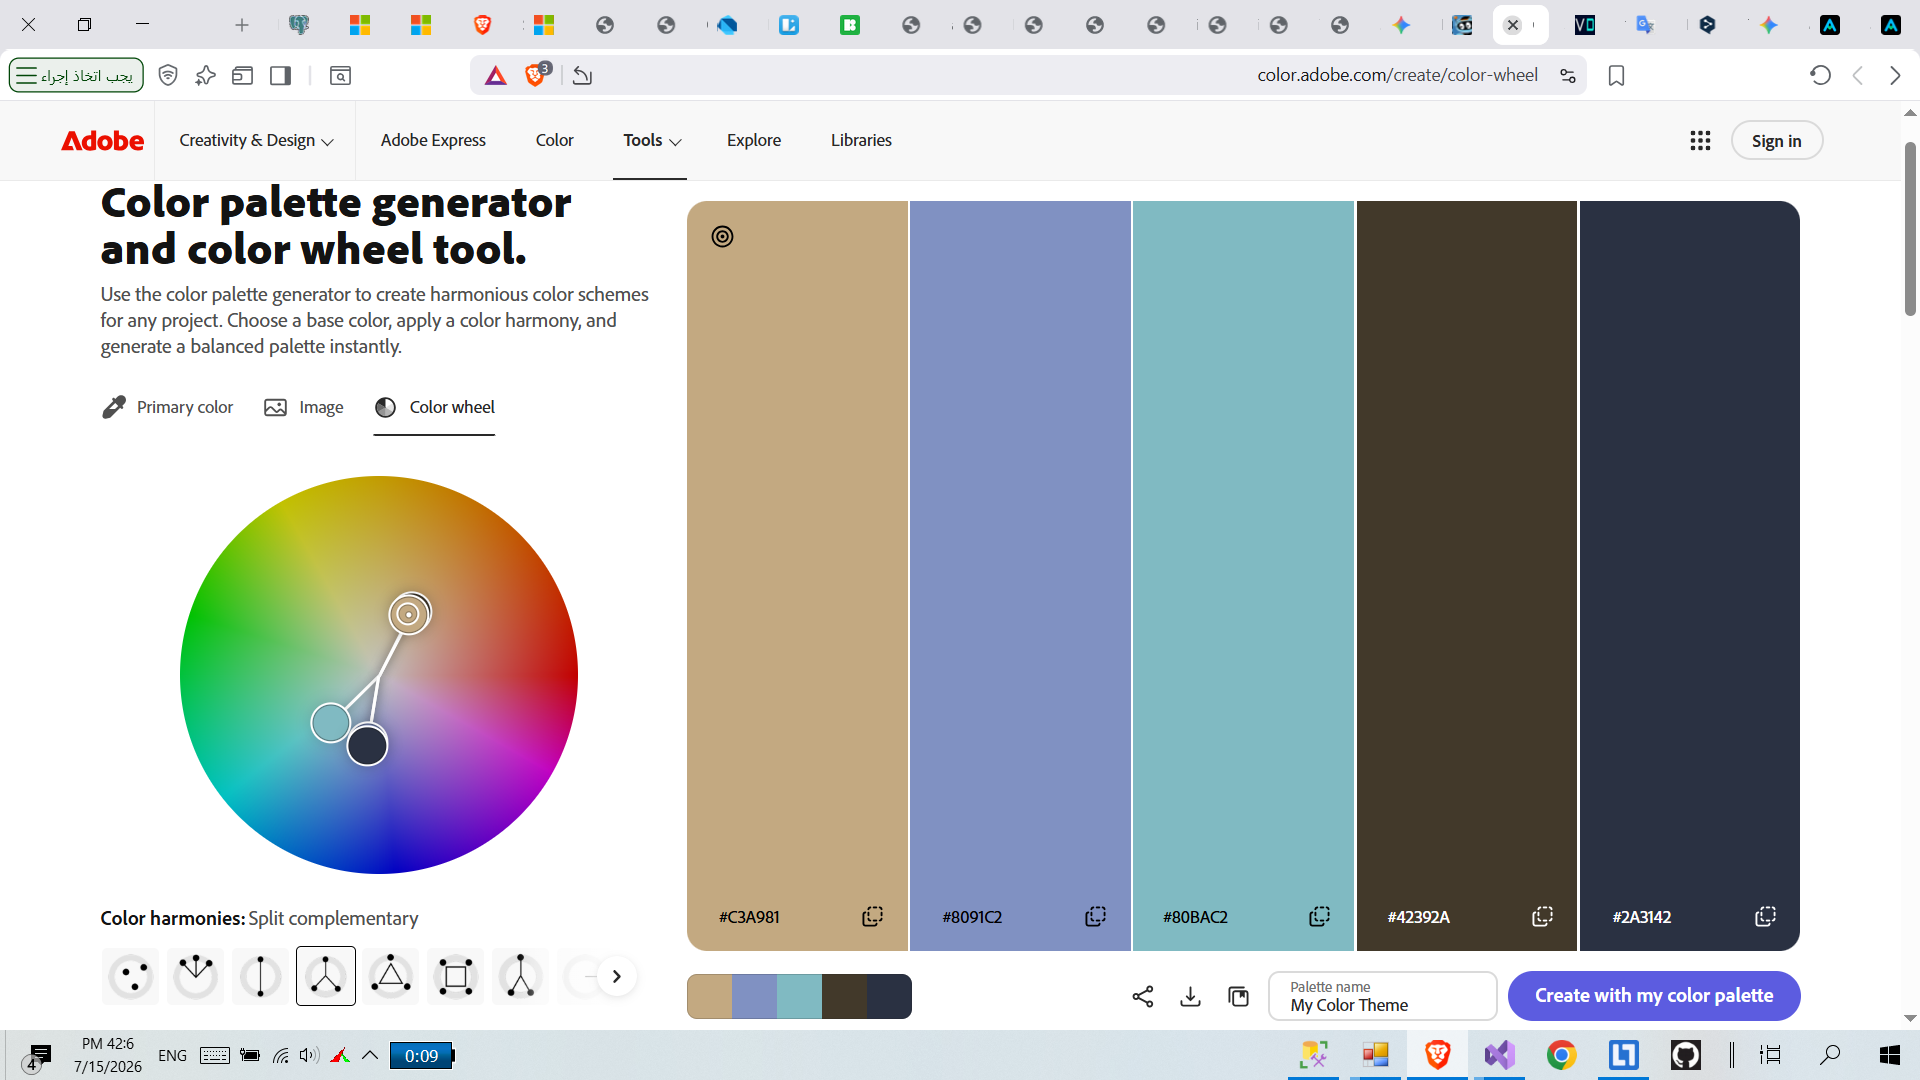 يجب اتخاذ إجراء
3
color.adobe.com/create/color-wheel
Adobe
Creativity & Design
Adobe Express
Color
Tools
Explore
Libraries
Sign in
Color palette generator
and color wheel tool.
Use the color palette generator to create harmonious color schemes
for any project. Choose a base color, apply a color harmony, and
generate a balanced palette instantly.
Primary color
Image
Color wheel
#C3A981
#8091C2
#80BAC2
#42392A
#2A3142
Color harmonies: Split complementary
Palette name
My Color Theme
Create with my color palette
4
PM 42:6
7/15/2026
ENG
0:09